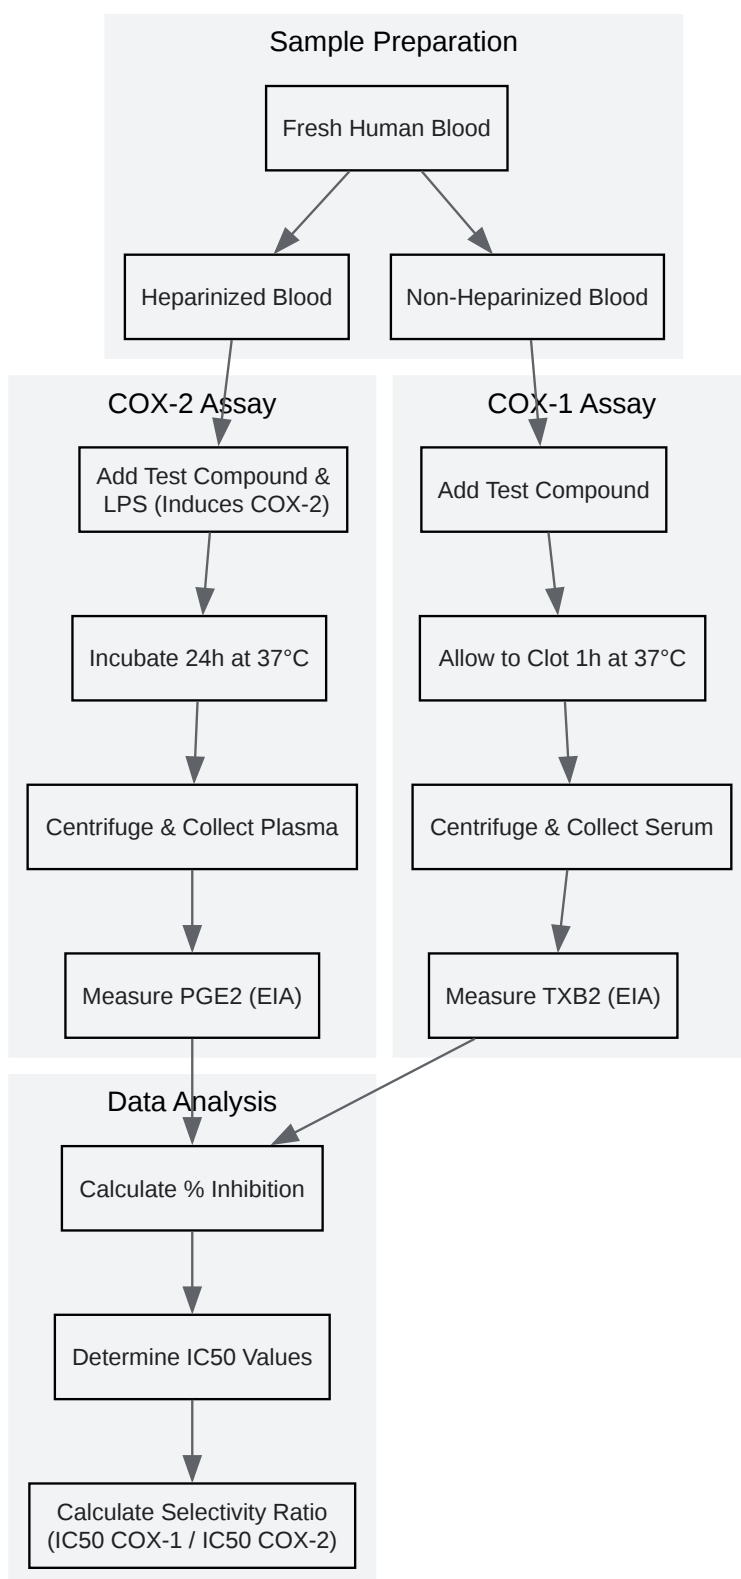 Sample Preparation
Fresh Human Blood
Heparinized Blood
Non-Heparinized Blood
COX-2 Assay
Add Test Compound &
LPS (Induces COX-2)
Incubate 24h at 37°C
Centrifuge & Collect Plasma
Measure PGE2 (EIA)
COX-1 Assay
Add Test Compound
Allow to Clot 1h at 37°C
Centrifuge & Collect Serum
Measure TXB2 (EIA)
Data Analysis
Calculate % Inhibition
Determine IC50 Values
Calculate Selectivity Ratio
(IC50 COX-1 / IC50 COX-2)